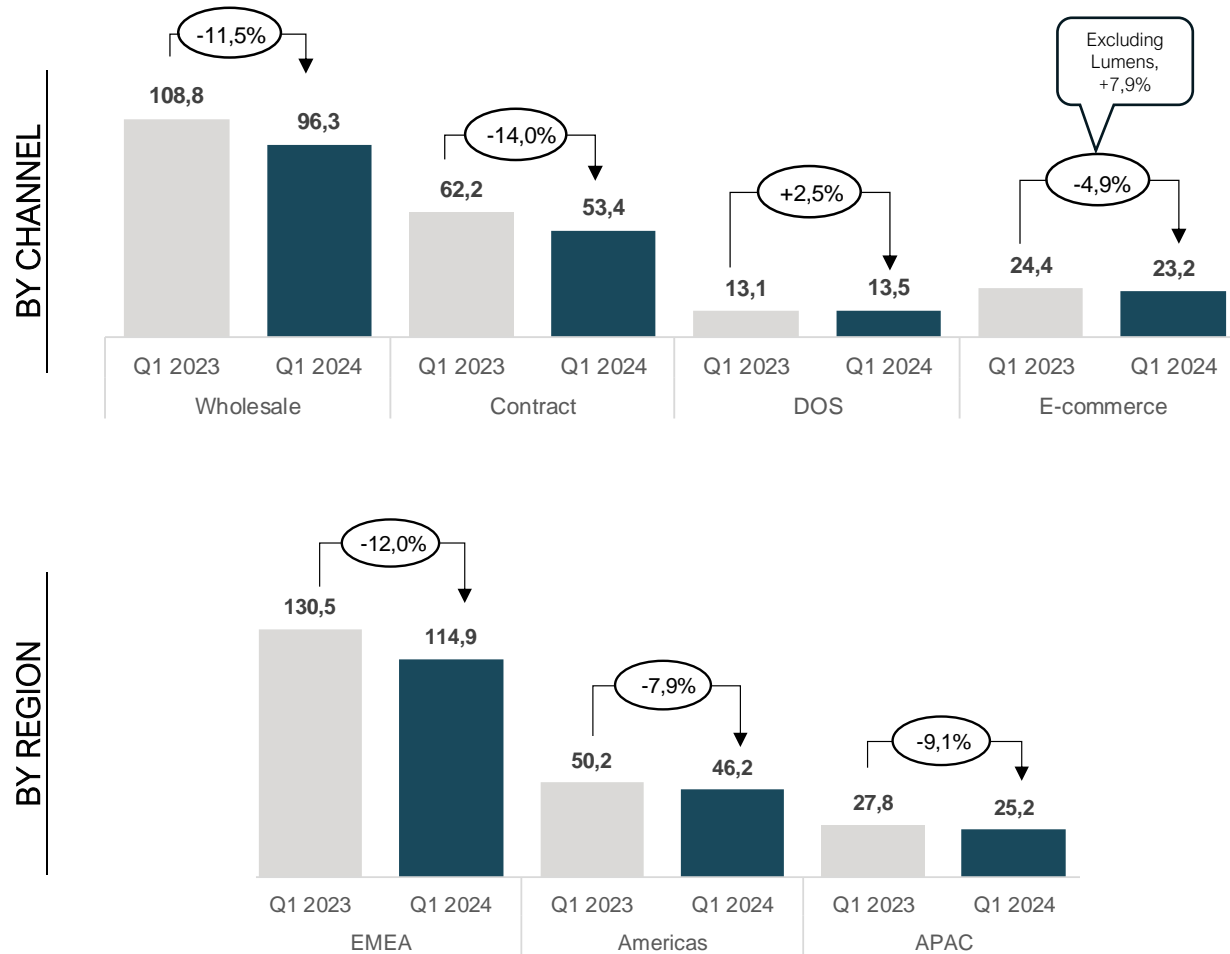 BY CHANNEL
-11,5%
108,8
96,3
-14,0%
62,2
53,4
+2,5%
13,1
13,5
Excluding
Lumens,
+7,9%
-4,9%
24,4
23,2
Q1 2023
Q1 2024
Q1 2023
Q1 2024
Q1 2023
Q1 2024
Q1 2023
Q1 2024
Wholesale
Contract
DOS
E-commerce
BY REGION
-12,0%
130,5
114,9
-7,9%
50,2
46,2
-9,1%
27,8
25,2
Q1 2023
Q1 2024
Q1 2023
Q1 2024
Q1 2023
Q1 2024
EMEA
Americas
APAC